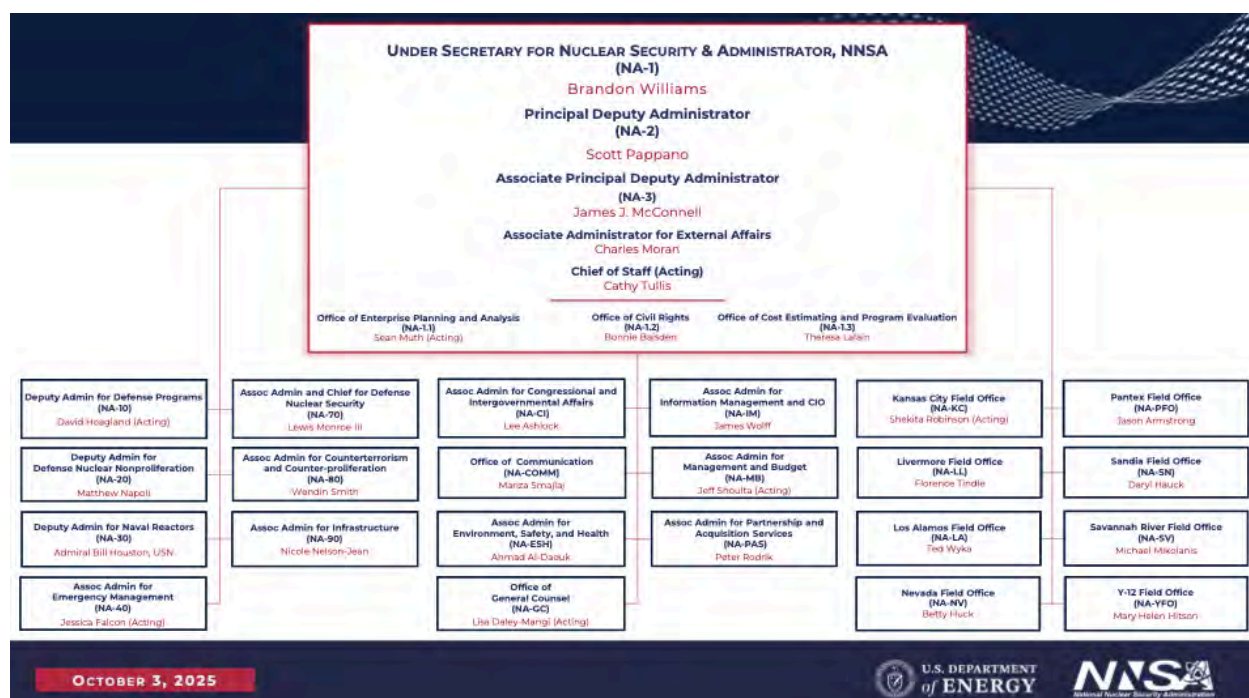 UNDER SECRETARY FOR NUCLEAR SECURITY & ADMINISTRATOR, NNSA
(NA-1)
Brandon Williams
Principal Deputy Administrator
(NA-2)
Scott Pappano
Associate Principal Deputy Administrator
(NA-3)
James J. McConnell
Associate Administrator for External Affairs
Charles Moran
Chief of Staff (Acting)
Cathy Tullis
Office of Enterprise Planning and Analysis
(NA-1.1)
Sean Muth (Acting)
Office of Civil Rights
(NA-1.2)
Bonnie Baisden
Office of Cost Estimating and Program Evaluation
(NA-1.3)
Theresa Lalain
Deputy Admin for Defense Programs
(NA-10)
David Hoagland (Acting)
Assoc Admin and Chief for Defense
Nuclear Security
(NA-70)
Lewis Monroe III
Assoc Admin for Congressional and
Intergovernmental Affairs
(NA-CI)
Lee Ashlock
Assoc Admin for
Information Management and CIO
(NA-IM)
James Wolff
Kansas City Field Office
(NA-KC)
Shekita Robinson (Acting)
Pantex Field Office
(NA-PFO)
Jason Armstrong
Deputy Admin for
Defense Nuclear Nonproliferation
(NA-20)
Matthew Napoli
Assoc Admin for Counterterrorism
and Counter-proliferation
(NA-80)
Wendin Smith
Office of Communication
(NA-COMM)
Mariza Smajlaj
Assoc Admin for
Management and Budget
(NA-MB)
Jeff Shoulta (Acting)
Livermore Field Office
(NA-LL)
Florence Tindle
Sandia Field Office
(NA-SN)
Daryl Hauck
Deputy Admin for Naval Reactors
(NA-30)
Admiral Bill Houston, USN
Assoc Admin for Infrastructure
(NA-90)
Nicole Nelson-Jean
Assoc Admin for
Environment, Safety, and Health
(NA-ESH)
Ahmad Al-Daouk
Assoc Admin for Partnership and
Acquisition Services
(NA-PAS)
Peter Rodrik
Los Alamos Field Office
(NA-LA)
Ted Wyka
Savannah River Field Office
(NA-SV)
Michael Mikolanis
Assoc Admin for
Emergency Management
(NA-40)
Jessica Falcon (Acting)
Office of
General Counsel
(NA-GC)
Lisa Daley-Mangi (Acting)
Nevada Field Office
(NA-NV)
Betty Huck
Y-12 Field Office
(NA-YFO)
Mary Helen Hitson
OCTOBER 3, 2025
U.S. DEPARTMENT
of ENERGY
NNSA
National Nuclear Security Administration